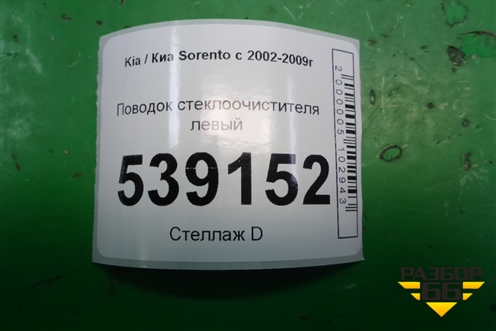 Kia / Киа Sorento с 2002-2009г
Поводок стеклоочистителя
левый
539152
Стеллаж D
2000005102943
РАЗБОР
66